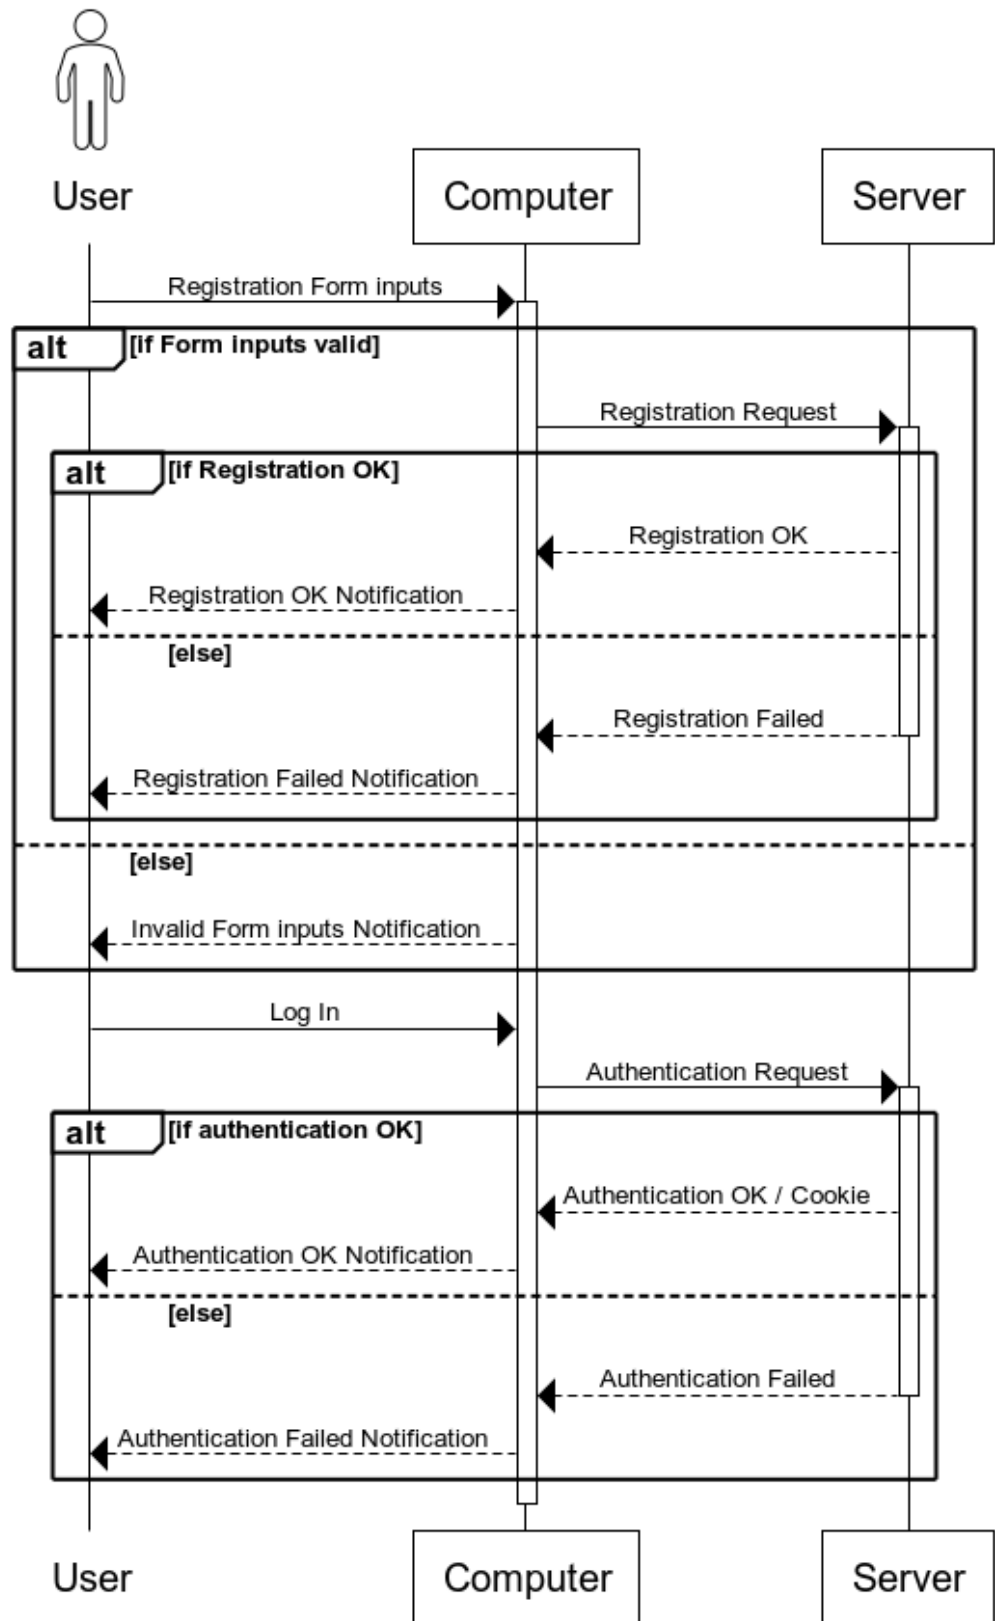 User
Computer
Server
Registration Form inputs
alt [if Form inputs valid]
Registration Request
alt [if Registration OK]
Registration OK
Registration OK Notification
[else]
Registration Failed
Registration Failed Notification
[else]
Invalid Form inputs Notification
Log In
Authentication Request
alt [if authentication OK]
Authentication OK / Cookie
Authentication OK Notification
[else]
Authentication Failed
Authentication Failed Notification
User
Computer
Server